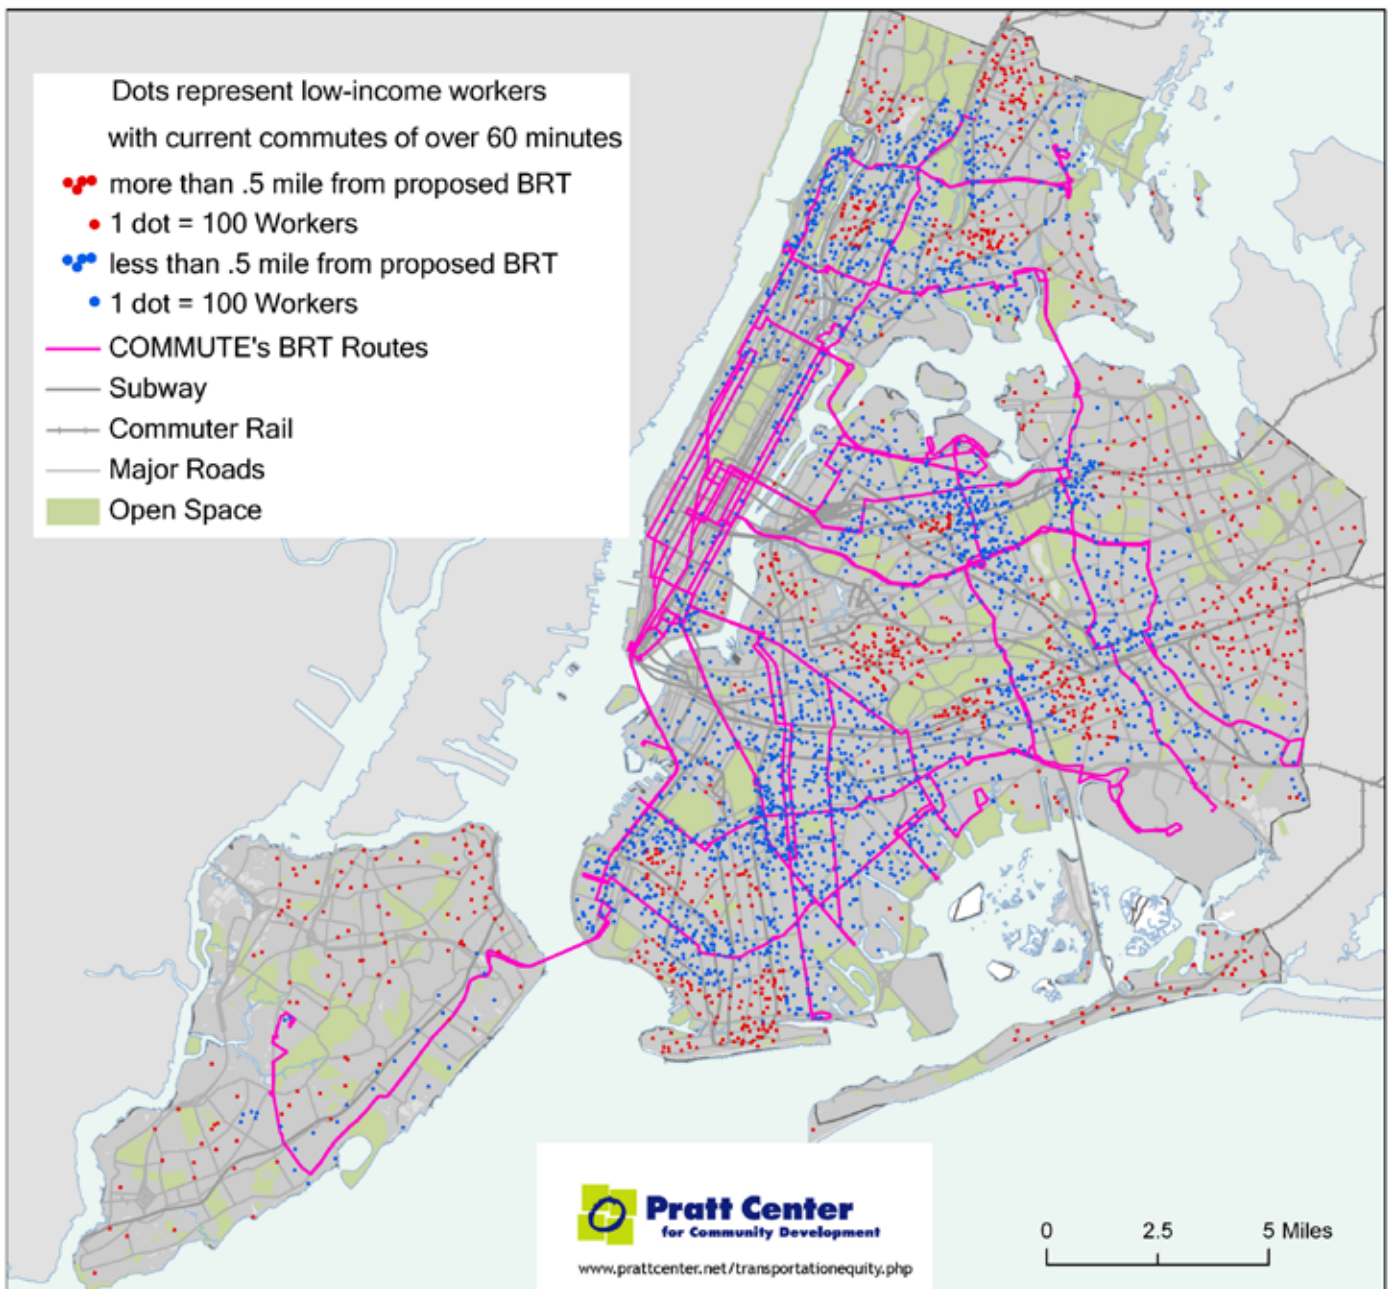 Dots represent low-income workers
with current commutes of over 60 minutes
more than .5 mile from proposed BRT
1 dot = 100 Workers
less than .5 mile from proposed BRT
1 dot = 100 Workers
COMMUTE's BRT Routes
Subway
Commuter Rail
Major Roads
Open Space
Pratt Center
for Community Development
www.prattcenter.net/transportationequity.php
0 2.5 5 Miles